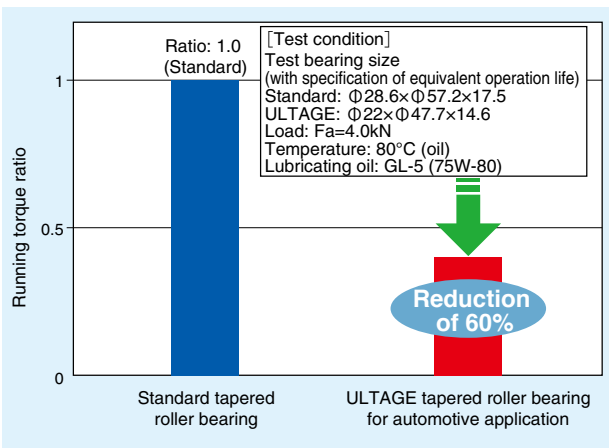 Ratio: 1.0
(Standard)
[Test condition]
Test bearing size
(with specification of equivalent operation life)
Standard: Φ28.6×Φ57.2×17.5
ULTAGE: Φ22×Φ47.7×14.6
Load: Fa=4.0kN
Temperature: 80°C (oil)
Lubricating oil: GL-5 (75W-80)
1
0.5
0
Running torque ratio
Reduction
of 60%
Standard tapered
roller bearing
ULTAGE tapered roller bearing
for automotive application